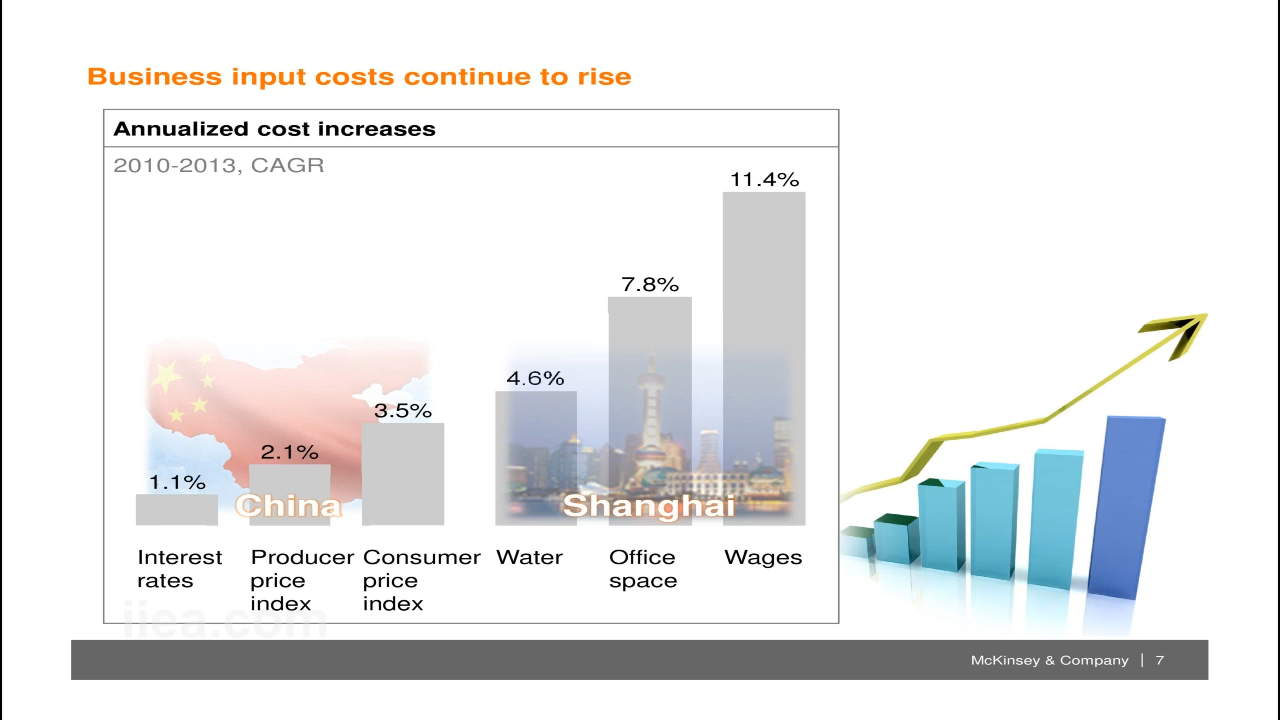 Business input costs continue to rise
Annualized cost increases
2010-2013, CAGR
1.1%
2.1%
3.5%
4.6%
7.8%
11.4%
China
Shanghai
Interest
rates
Producer
price
index
Consumer
price
index
Water
Office
space
Wages
iiea.com
McKinsey & Company | 7